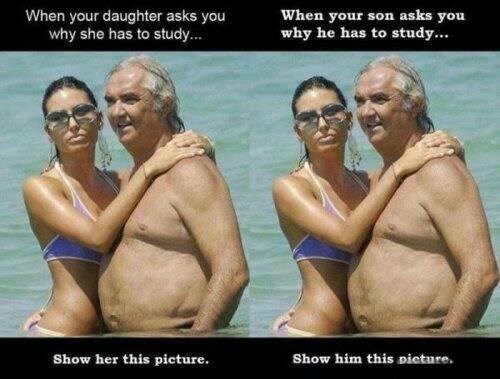 When your daughter asks you
why she has to study...
When your son asks you
why he has to study...
Show her this picture.
Show him this picture.